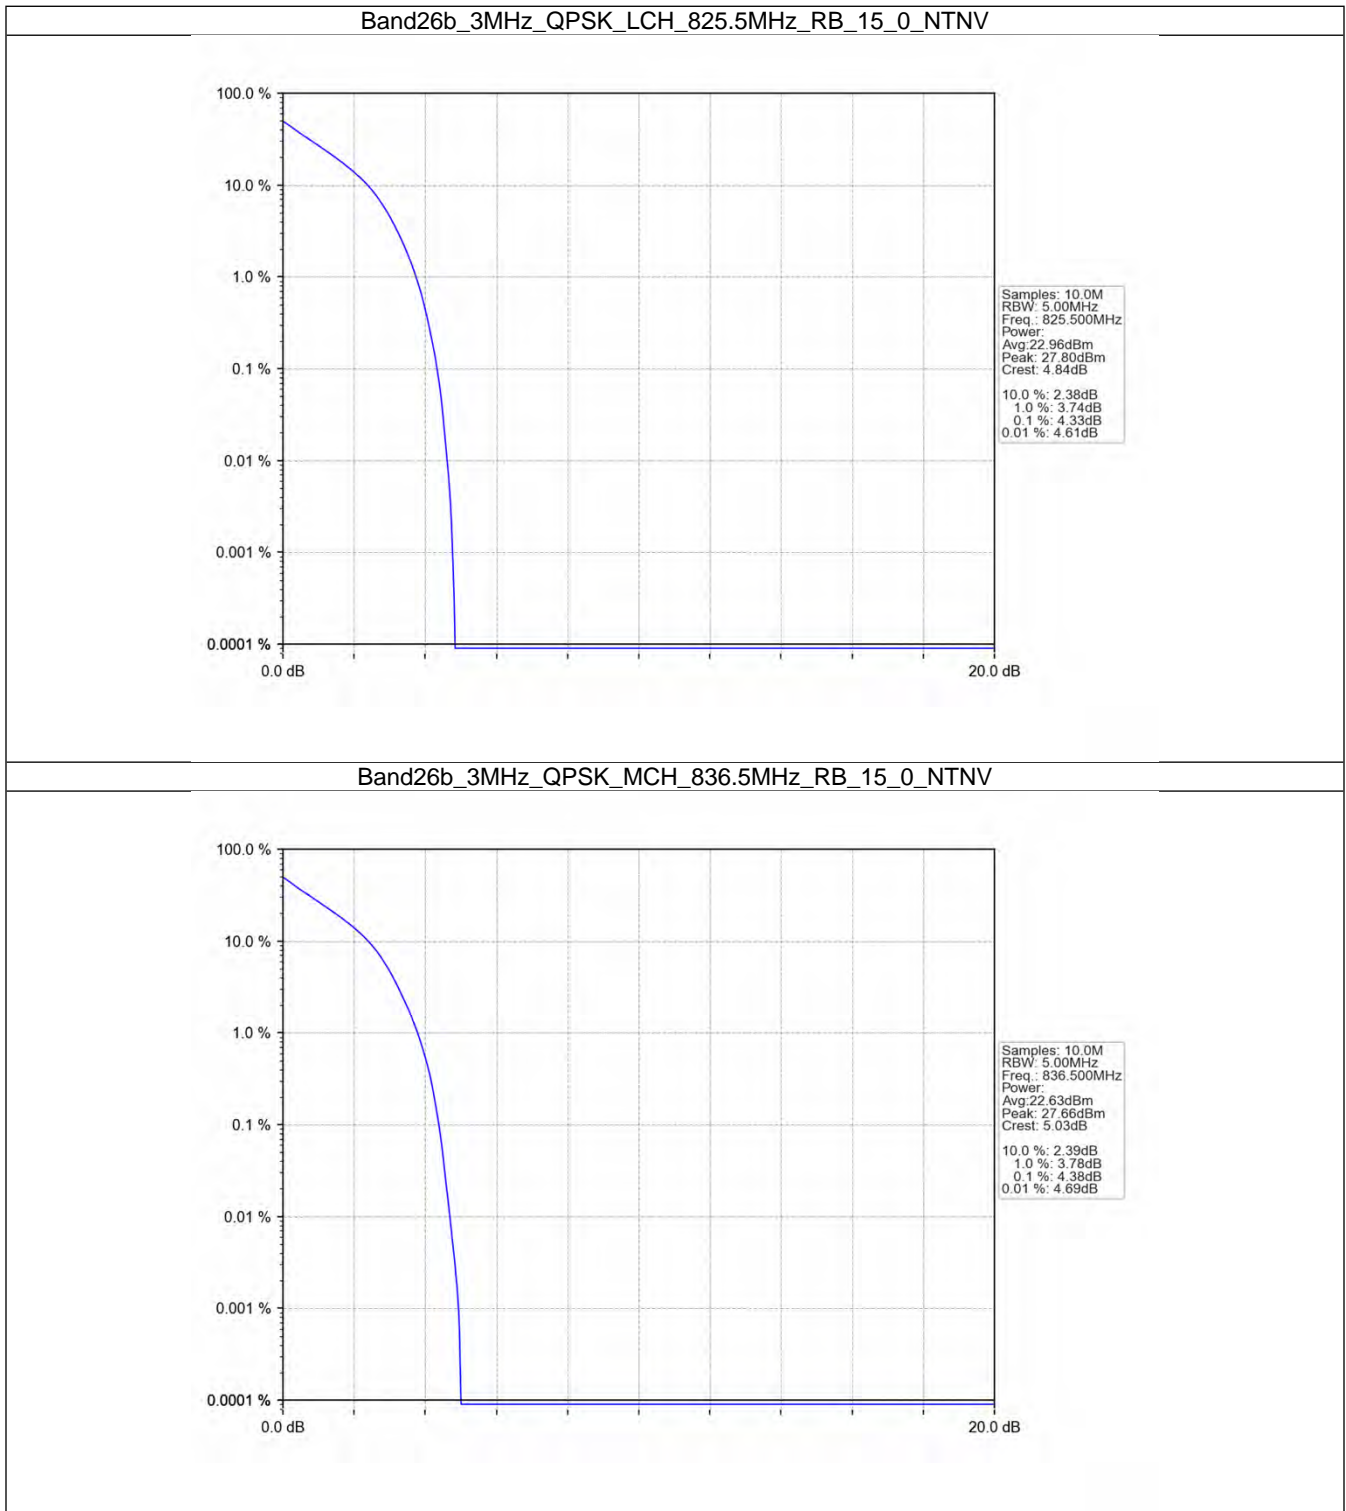 Band26b_3MHz_QPSK_LCH_825.5MHz_RB_15_0_NTNV
100.0 %
10.0 %
1.0 %
0.1 %
0.01 %
0.001 %
0.0001 %
0.0 dB
20.0 dB
Samples: 10.0M
RBW: 5.00MHz
Freq.: 825.500MHz
Power:
Avg:22.96dBm
Peak: 27.80dBm
Crest: 4.84dB
10.0 %: 2.38dB
1.0 %: 3.74dB
0.1 %: 4.33dB
0.01 %: 4.61dB
Band26b_3MHz_QPSK_MCH_836.5MHz_RB_15_0_NTNV
100.0 %
10.0 %
1.0 %
0.1 %
0.01 %
0.001 %
0.0001 %
0.0 dB
20.0 dB
Samples: 10.0M
RBW: 5.00MHz
Freq.: 836.500MHz
Power:
Avg:22.63dBm
Peak: 27.66dBm
Crest: 5.03dB
10.0 %: 2.39dB
1.0 %: 3.78dB
0.1 %: 4.38dB
0.01 %: 4.69dB